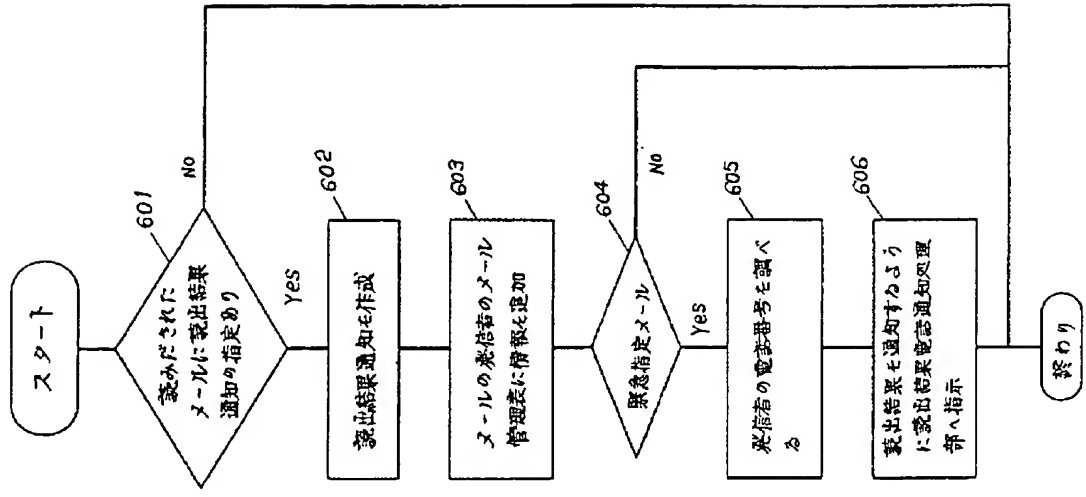 スタート
601
読みだされた
メールに読出結果
通知の指定あり
No
Yes
602
読出結果通知を作成
603
メールの発信者のメール
管理表に情報を追加
604
緊急指定メール
No
Yes
605
発信者の電話番号を調べ
る
606
読出結果を通知するよう
に読出結果電話通知処理
部へ指示
終わり